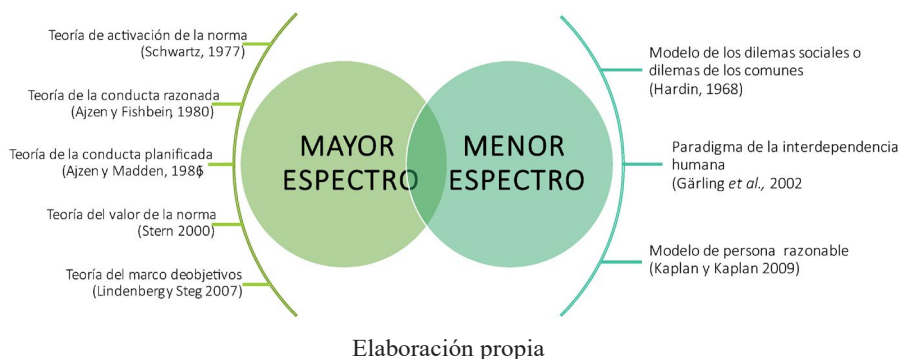 Teoría de activación de la norma
(Schwartz, 1977)
Teoría de la conducta razonada
(Ajzen y Fishbein, 1980)
Teoría de la conducta planificada
(Ajzen y Madden, 1986)
Teoría del valor de la norma
(Stern 2000)
Teoría del marco deobjetivos
(Lindenberg y Steg 2007)
MAYOR
ESPECTRO
MENOR
ESPECTRO
Modelo de los dilemas sociales o
dilemas de los comunes
(Hardin, 1968)
Paradigma de la interdependencia
humana
(Gärling et al., 2002
Modelo de persona razonable
(Kaplan y Kaplan 2009)
Elaboración propia